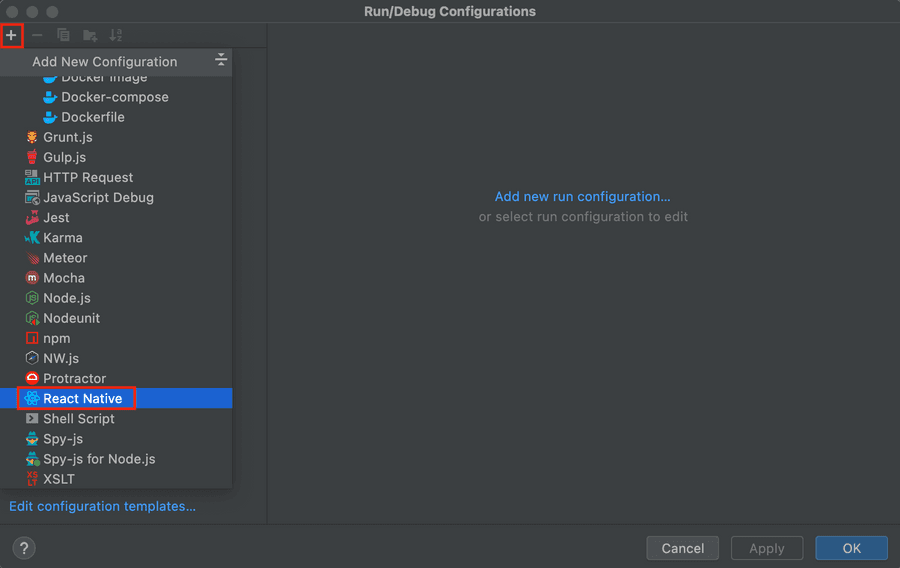 Run/Debug Configurations
Add New Configuration
Docker Image
Docker-compose
Dockerfile
Grunt.js
Gulp.js
API
HTTP Request
JavaScript Debug
Jest
Karma
Meteor
m
Mocha
Node.js
Nodeunit
npm
NW.js
Protractor
React Native
Shell Script
Spy-js
Spy-js for Node.js
XSLT
XSLT
Add new run configuration...
or select run configuration to edit
Edit configuration templates...
?
Cancel
Apply
OK